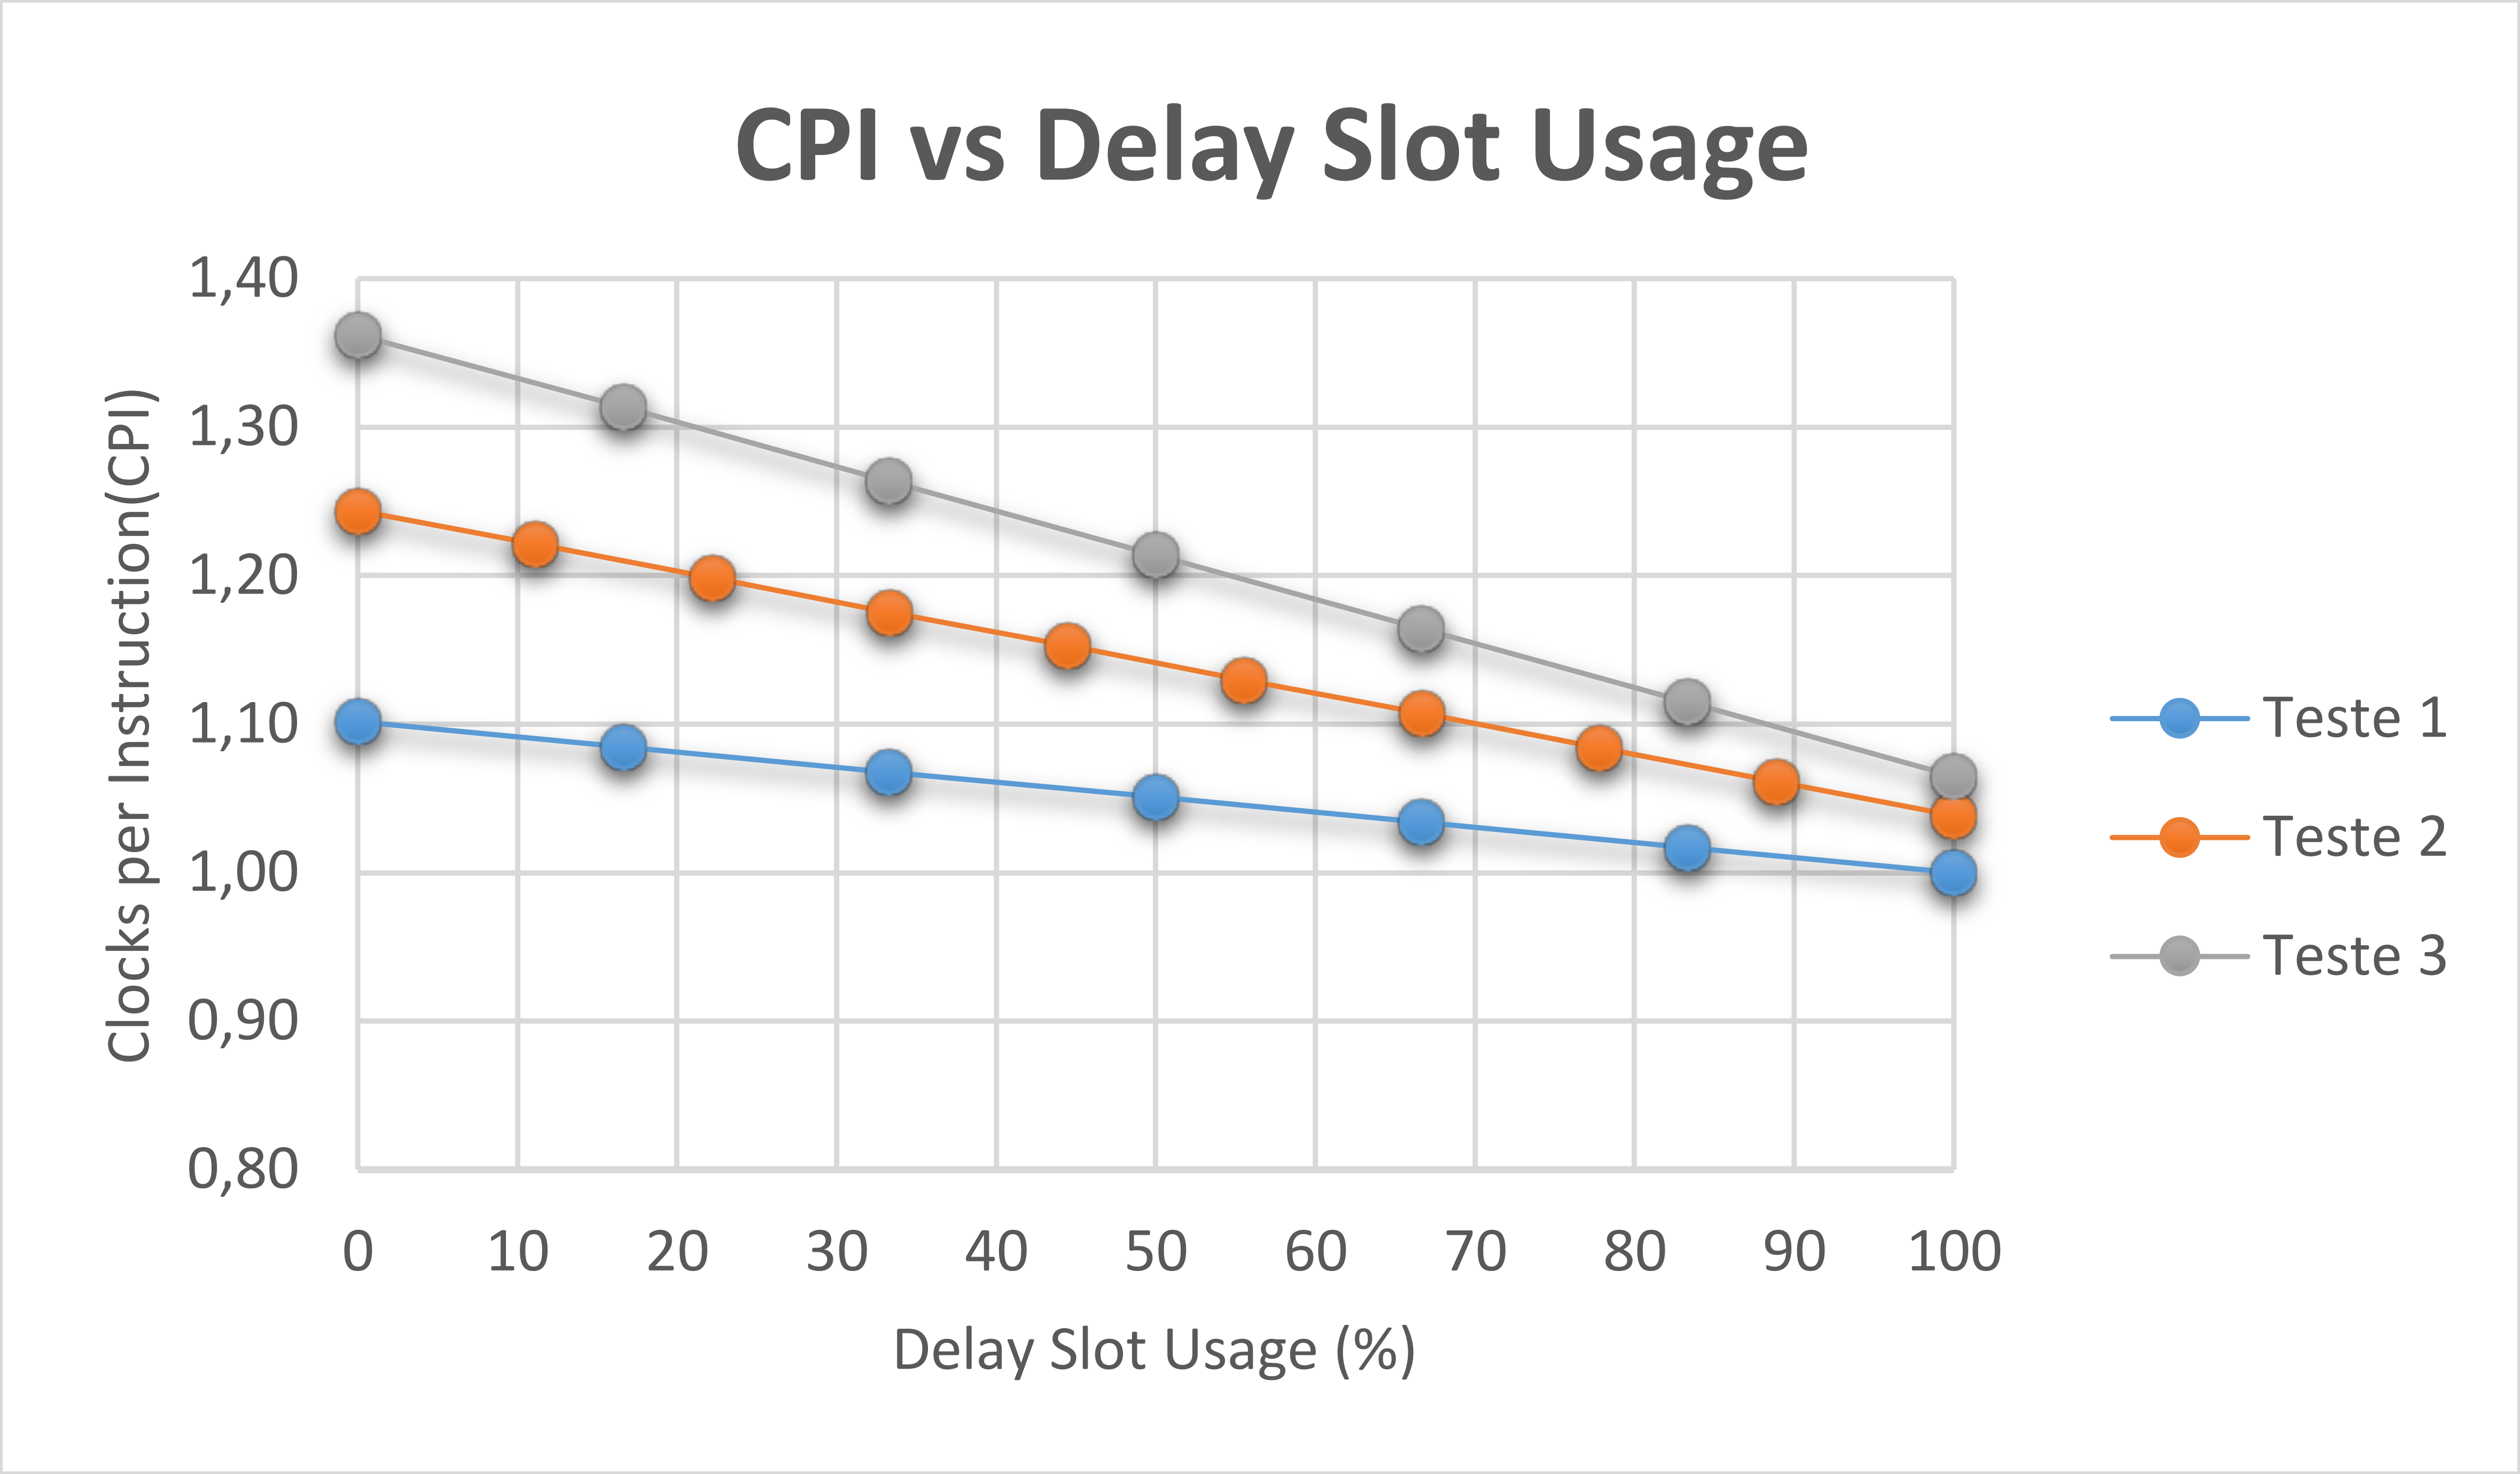 CPI vs Delay Slot Usage
Clocks per Instruction(CPI)
1,40
1,30
1,20
1,10
1,00
0,90
0,80
0 10 20 30 40 50 60 70 80 90 100
Delay Slot Usage (%)
Teste 1
Teste 2
Teste 3